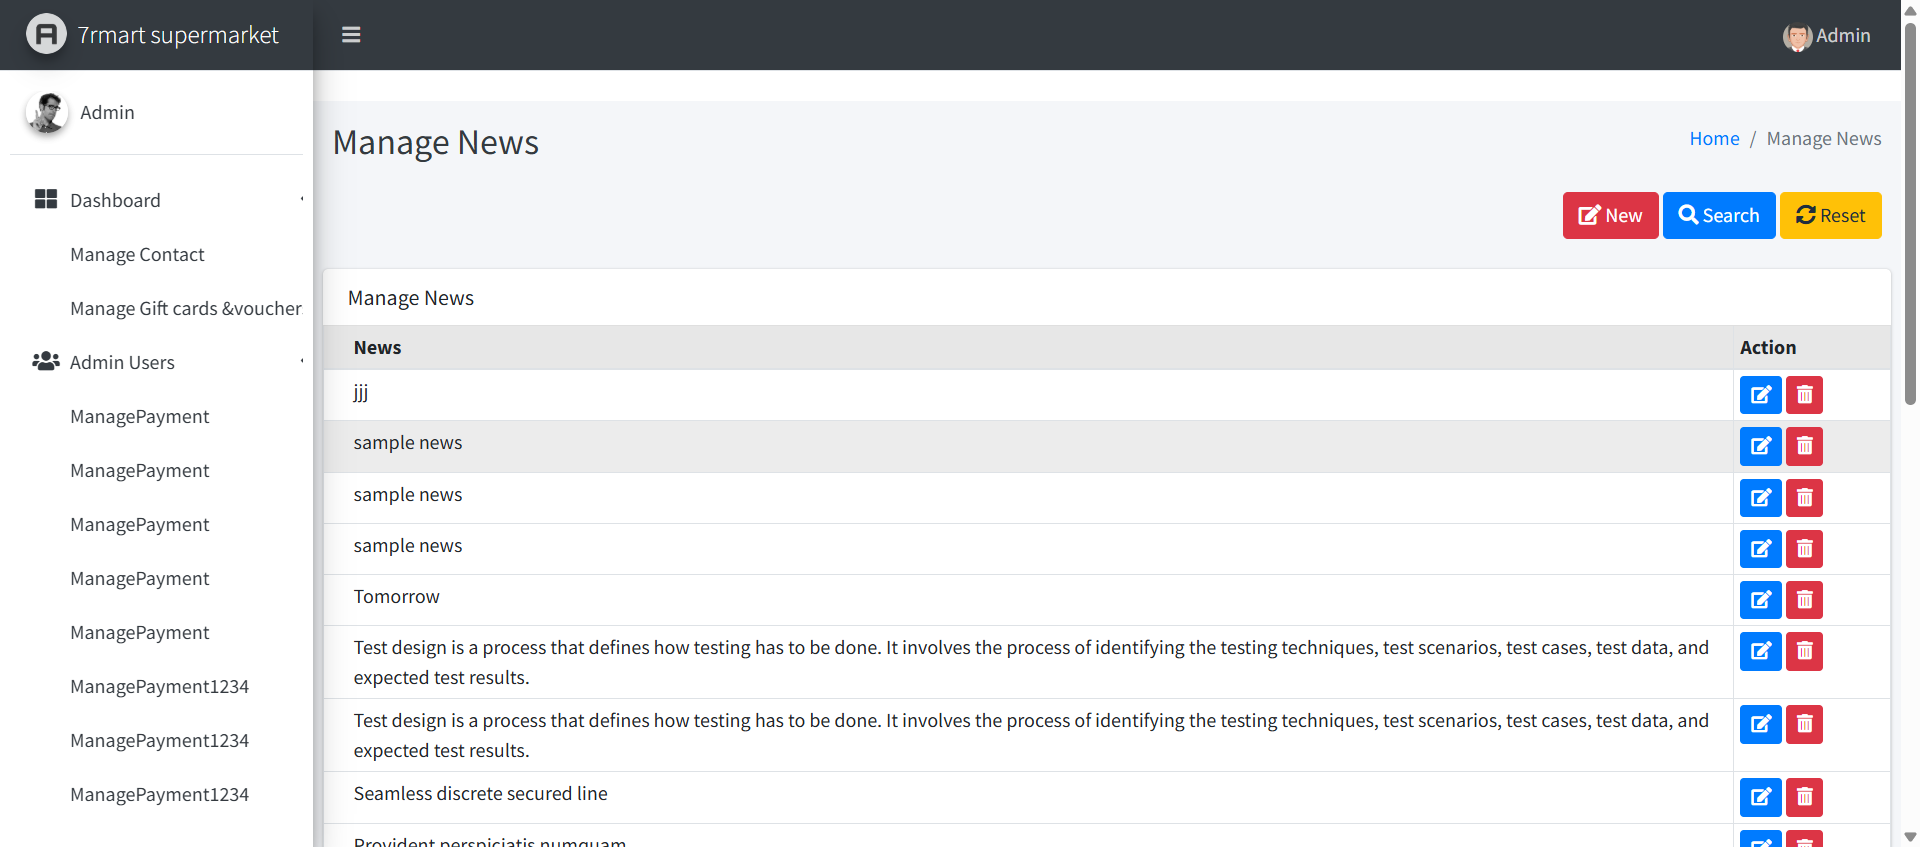 7rmart supermarket
Admin
Admin
Manage News
Home / Manage News
Dashboard
Manage Contact
Manage Gift cards &voucher
Admin Users
ManagePayment
ManagePayment
ManagePayment
ManagePayment
ManagePayment
ManagePayment1234
ManagePayment1234
ManagePayment1234
New
Search
Reset
Manage News
News
Action
jjj
sample news
sample news
sample news
Tomorrow
Test design is a process that defines how testing has to be done. It involves the process of identifying the testing techniques, test scenarios, test cases, test data, and
expected test results.
Test design is a process that defines how testing has to be done. It involves the process of identifying the testing techniques, test scenarios, test cases, test data, and
expected test results.
Seamless discrete secured line
Provident perspiciatis numquam